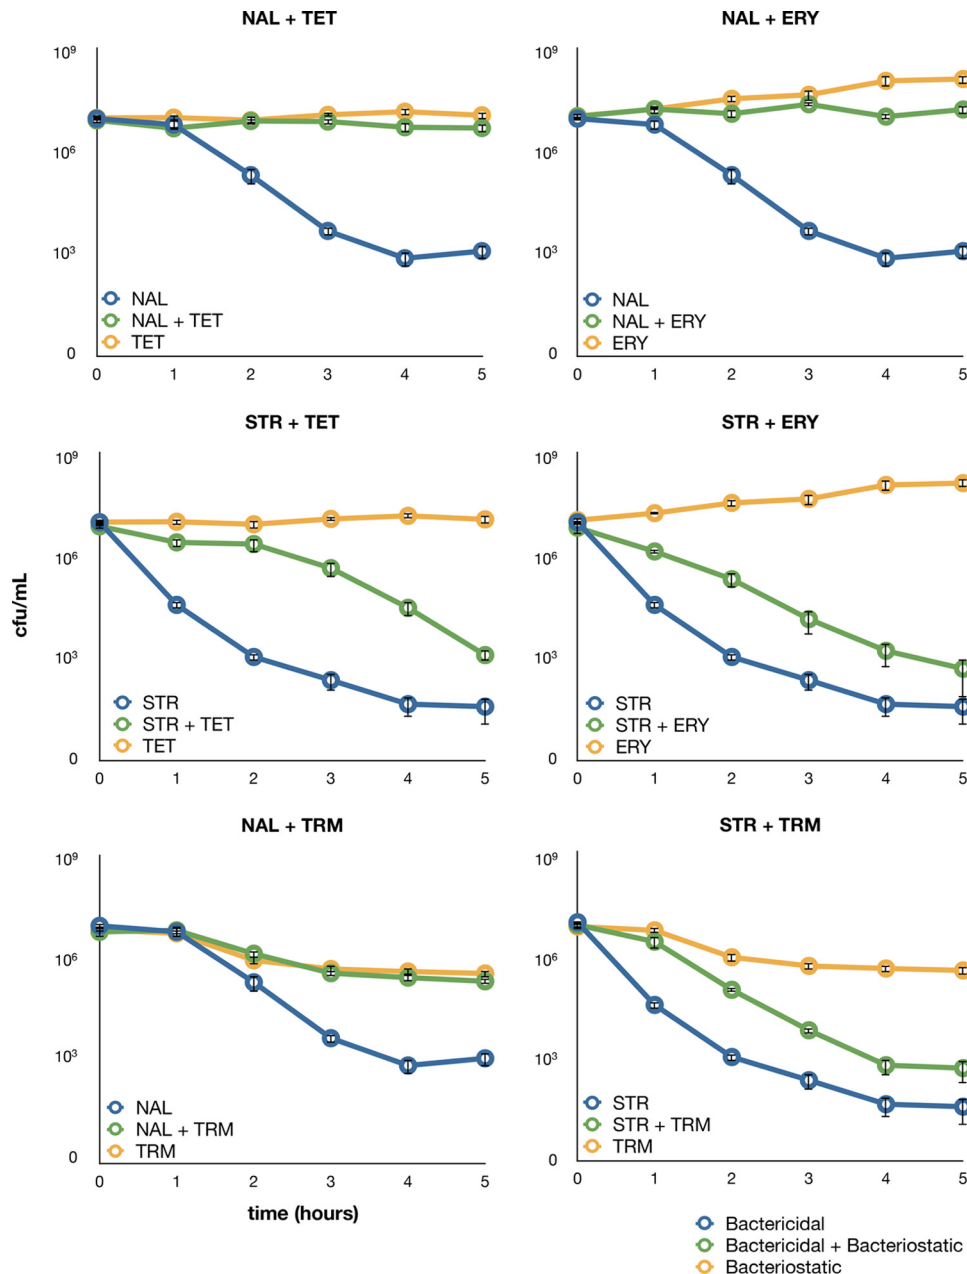 NAL + TET
NAL + ERY
10⁹
10⁶
10³
0
NAL
NAL + TET
TET
0 1 2 3 4 5
10⁹
10⁶
10³
0
NAL
NAL + ERY
ERY
0 1 2 3 4 5
STR + TET
STR + ERY
cfu/mL
10⁹
10⁶
10³
0
STR
STR + TET
TET
0 1 2 3 4 5
10⁹
10⁶
10³
0
STR
STR + ERY
ERY
0 1 2 3 4 5
NAL + TRM
STR + TRM
10⁹
10⁶
10³
0
NAL
NAL + TRM
TRM
0 1 2 3 4 5
time (hours)
10⁹
10⁶
10³
0
STR
STR + TRM
TRM
0 1 2 3 4 5
Bactericidal
Bactericidal + Bacteriostatic
Bacteriostatic